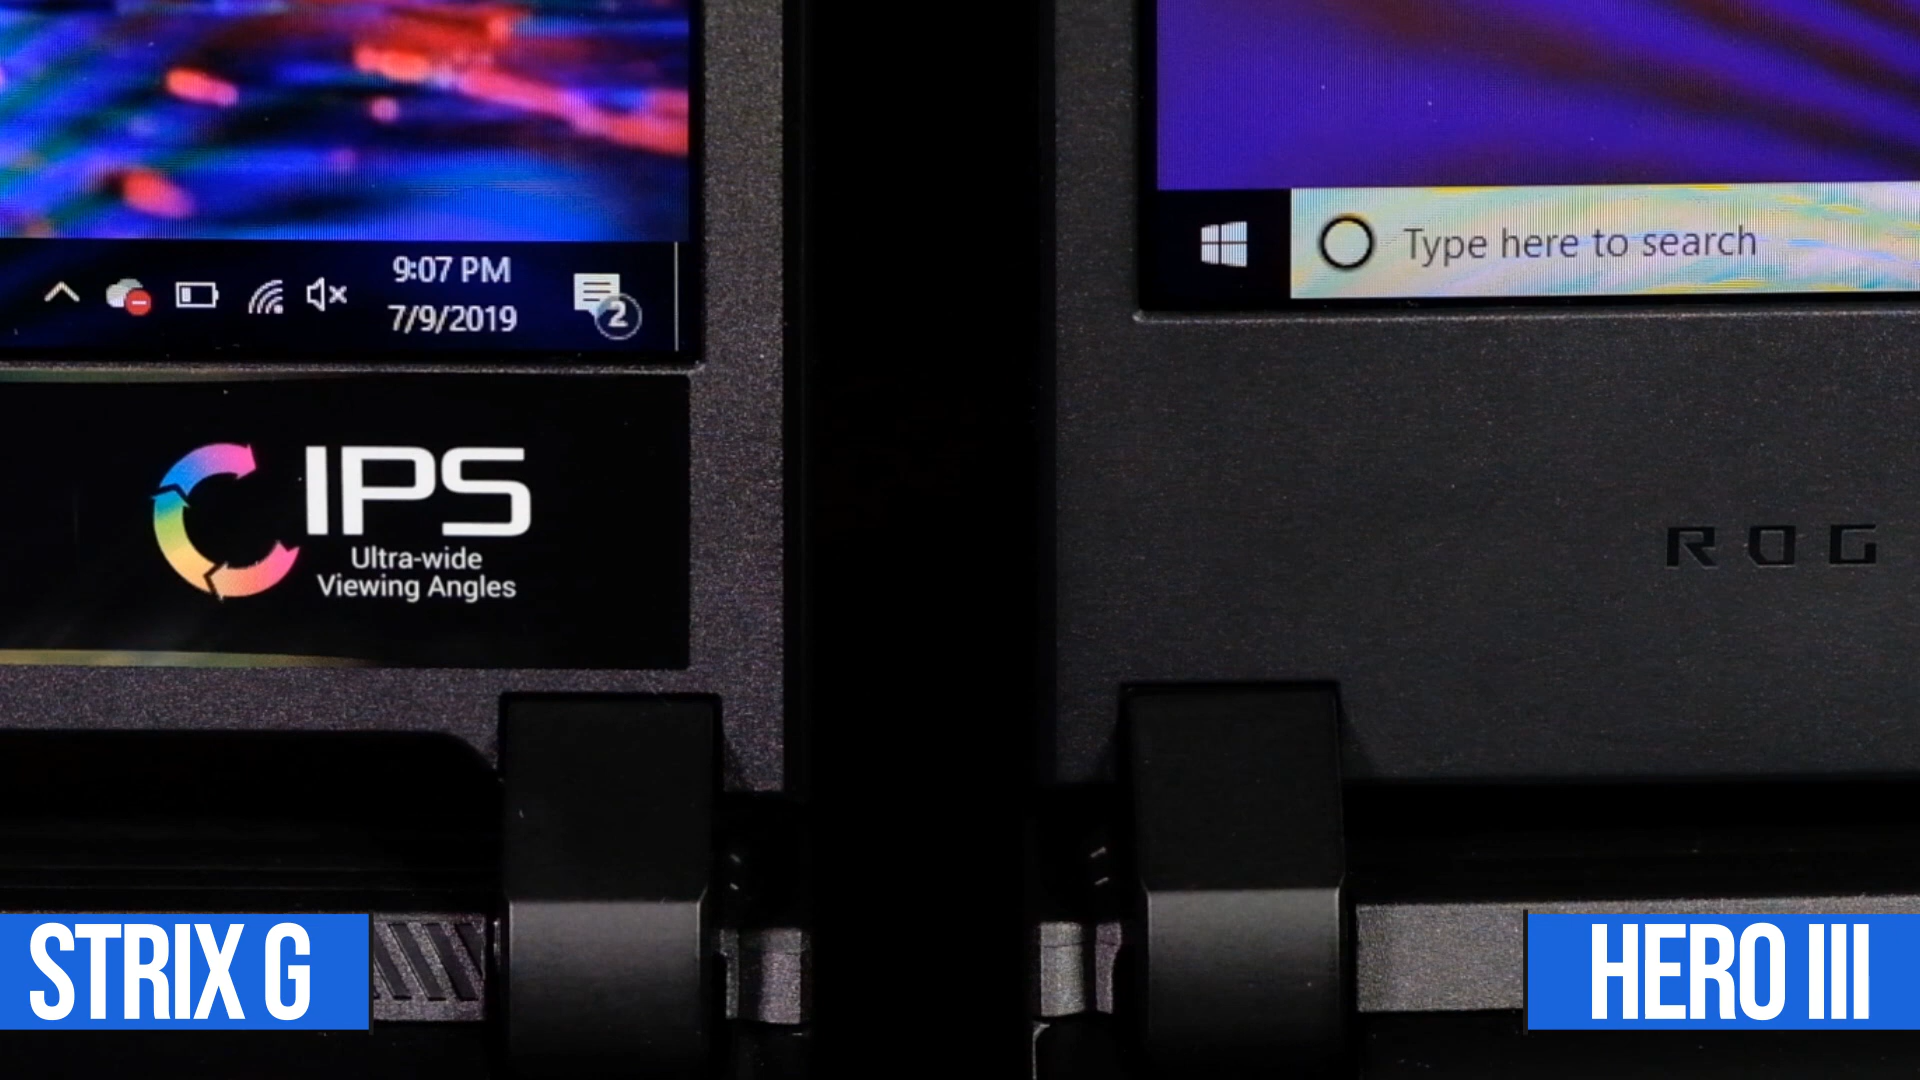 9:07 PM
7/9/2019
2
IPS
Ultra-wide
Viewing Angles
Type here to search
ROG
STRIX G
HERO III